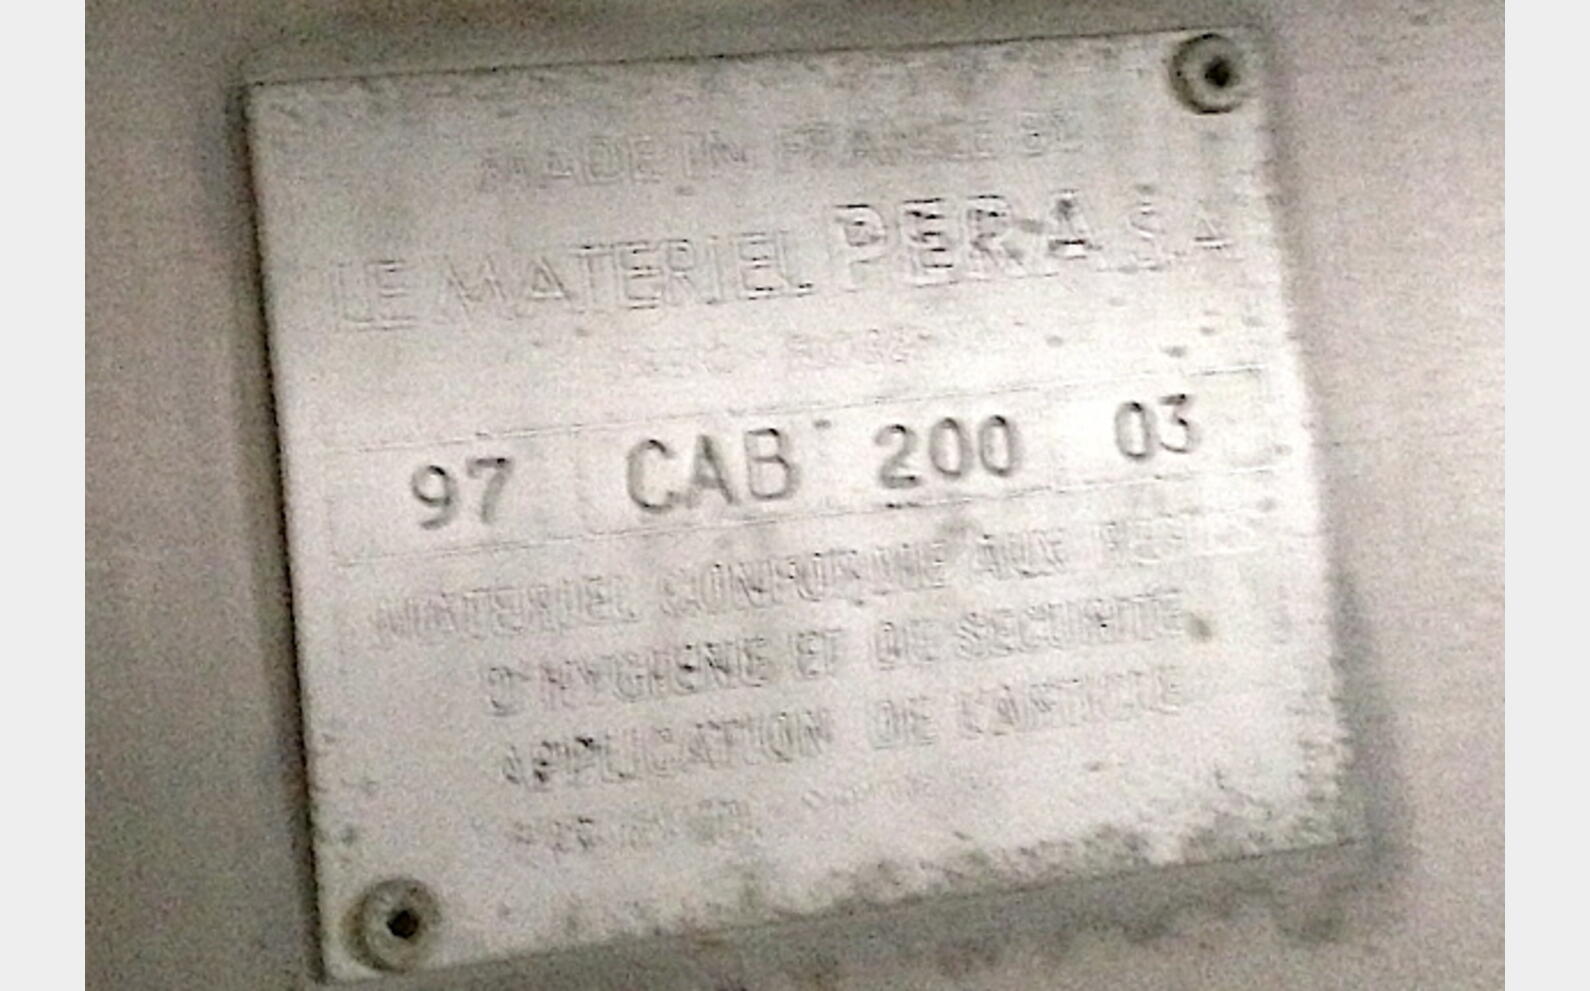 MADE IN FRANCE
LE MATERIEL PERA S.A
97 CAB 200 03
MATERIEL CONFORME AUX
D'HYGIENE ET DE SECURITE
APPLICATION DE L'ARTICLE